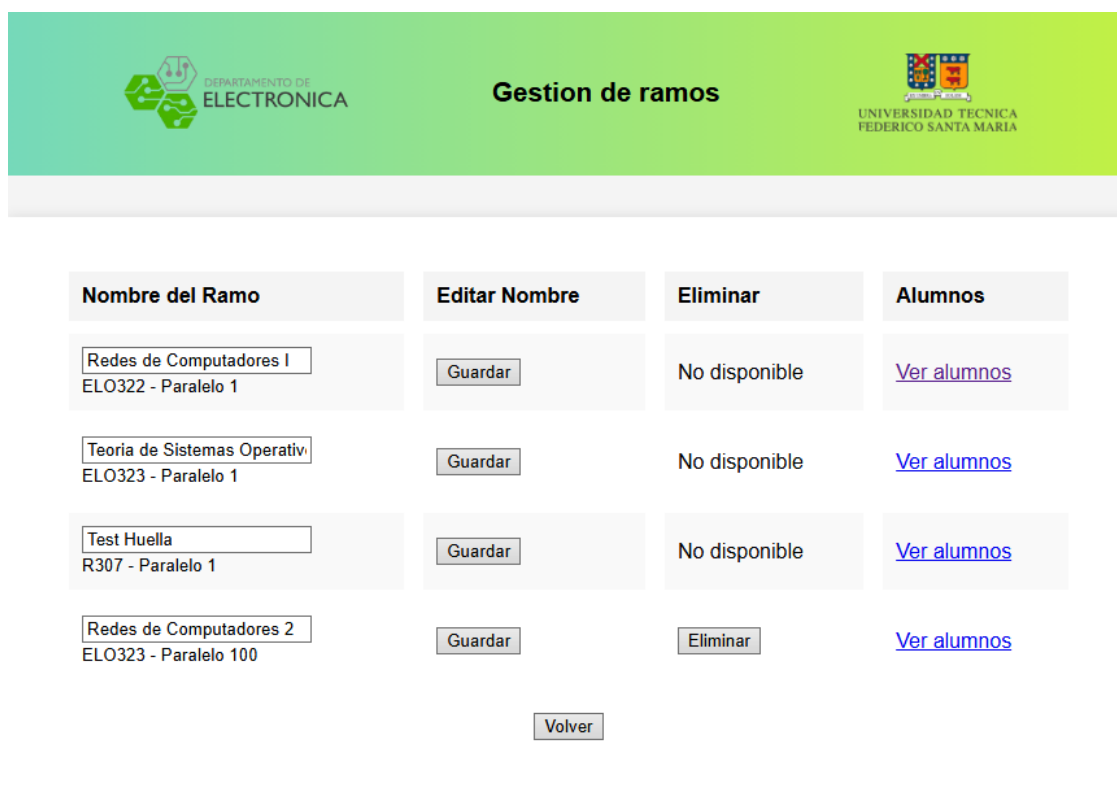 DEPARTAMENTO DE
ELECTRONICA
Gestion de ramos
UNIVERSIDAD TECNICA
FEDERICO SANTA MARIA
Nombre del Ramo Editar Nombre Eliminar Alumnos
Redes de Computadores I
ELO322 - Paralelo 1
Guardar No disponible Ver alumnos
Teoria de Sistemas Operativ
ELO323 - Paralelo 1
Guardar No disponible Ver alumnos
Test Huella
R307 - Paralelo 1
Guardar No disponible Ver alumnos
Redes de Computadores 2
ELO323 - Paralelo 100
Guardar Eliminar Ver alumnos
Volver